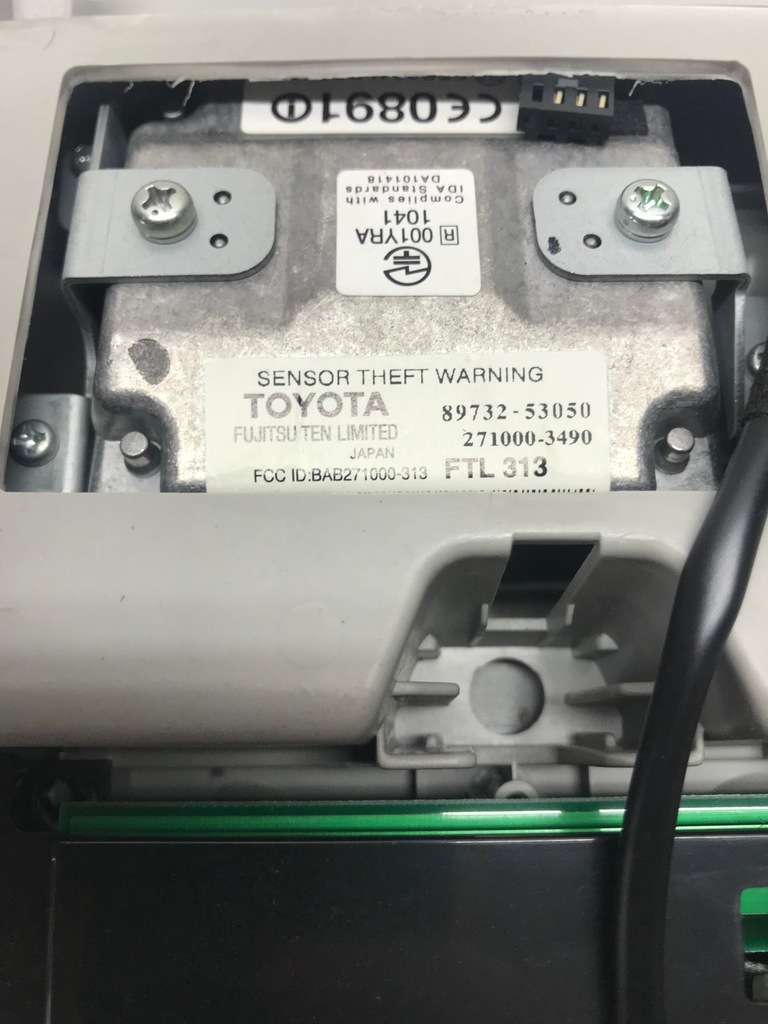 CE0891!
Complies with
IDA Standards
DA101418
R 001YRA
1041
SENSOR THEFT WARNING
TOYOTA 89732-53050
FUJITSU TEN LIMITED 271000-3490
JAPAN
FCC ID:BAB271000-313 FTL 313